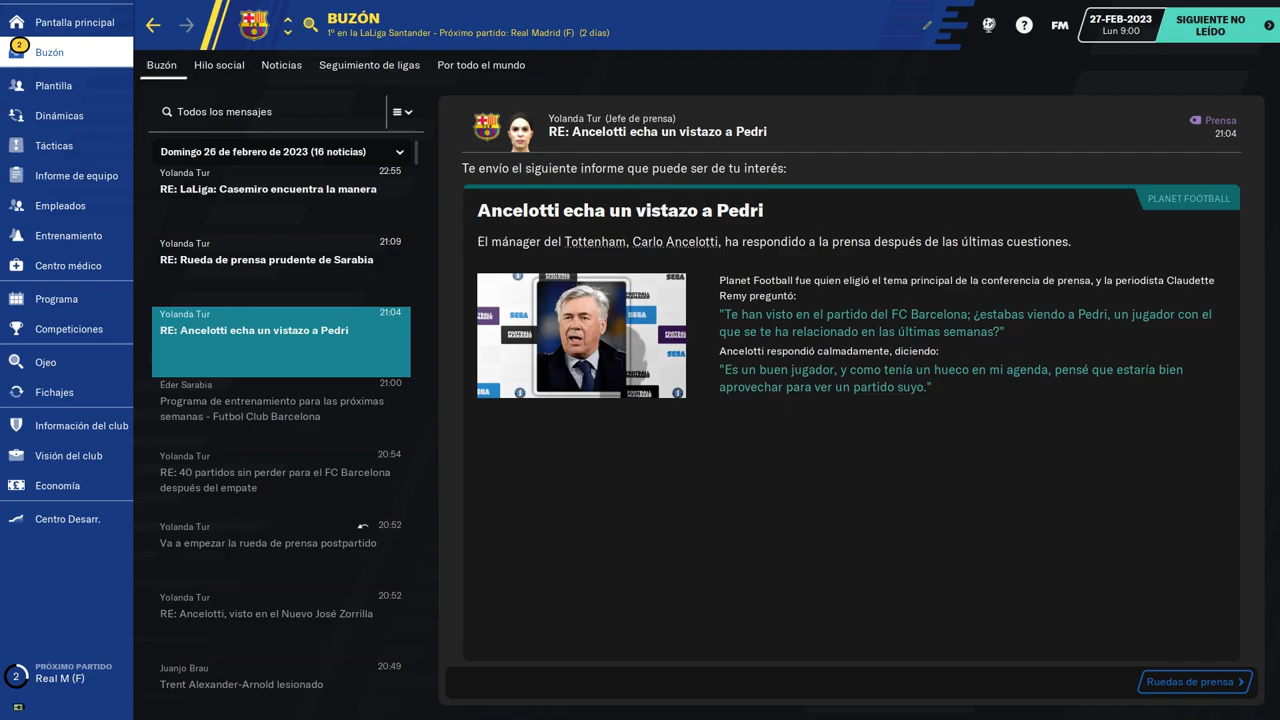 Pantalla principal
2
Buzón
Plantilla
Dinámicas
Tácticas
Informe de equipo
Empleados
Entrenamiento
Centro médico
Programa
Competiciones
Ojeo
Fichajes
Información del club
Visión del club
Economía
Centro Desarr.
2
PRÓXIMO PARTIDO
Real M (F)
BUZÓN
1º en la LaLiga Santander - Próximo partido: Real Madrid (F) (2 días)
?
FM
27-FEB-2023
Lun 9:00
SIGUIENTE NO
LEÍDO
Buzón
Hilo social
Noticias
Seguimiento de ligas
Por todo el mundo
Todos los mensajes
Domingo 26 de febrero de 2023 (16 noticias)
Yolanda Tur 22:55
RE: LaLiga: Casemiro encuentra la manera
Yolanda Tur 21:09
RE: Rueda de prensa prudente de Sarabia
Yolanda Tur 21:04
RE: Ancelotti echa un vistazo a Pedri
Éder Sarabia 21:00
Programa de entrenamiento para las próximas
semanas - Futbol Club Barcelona
Yolanda Tur 20:54
RE: 40 partidos sin perder para el FC Barcelona
después del empate
Yolanda Tur 20:52
Va a empezar la rueda de prensa postpartido
Yolanda Tur 20:52
RE: Ancelotti, visto en el Nuevo José Zorrilla
Juanjo Brau 20:49
Trent Alexander-Arnold lesionado
Yolanda Tur (Jefe de prensa)
RE: Ancelotti echa un vistazo a Pedri
Prensa
21:04
Te envío el siguiente informe que puede ser de tu interés:
PLANET FOOTBALL
Ancelotti echa un vistazo a Pedri
El mánager del Tottenham, Carlo Ancelotti, ha respondido a la prensa después de las últimas cuestiones.
SEGA
SEGA
FOOTBALL
MANAGER
SEGA
Planet Football fue quien eligió el tema principal de la conferencia de prensa, y la periodista Claudette
Remy preguntó:
"Te han visto en el partido del FC Barcelona; ¿estabas viendo a Pedri, un jugador con el
que se te ha relacionado en las últimas semanas?"
Ancelotti respondió calmadamente, diciendo:
"Es un buen jugador, y como tenía un hueco en mi agenda, pensé que estaría bien
aprovechar para ver un partido suyo."
Ruedas de prensa